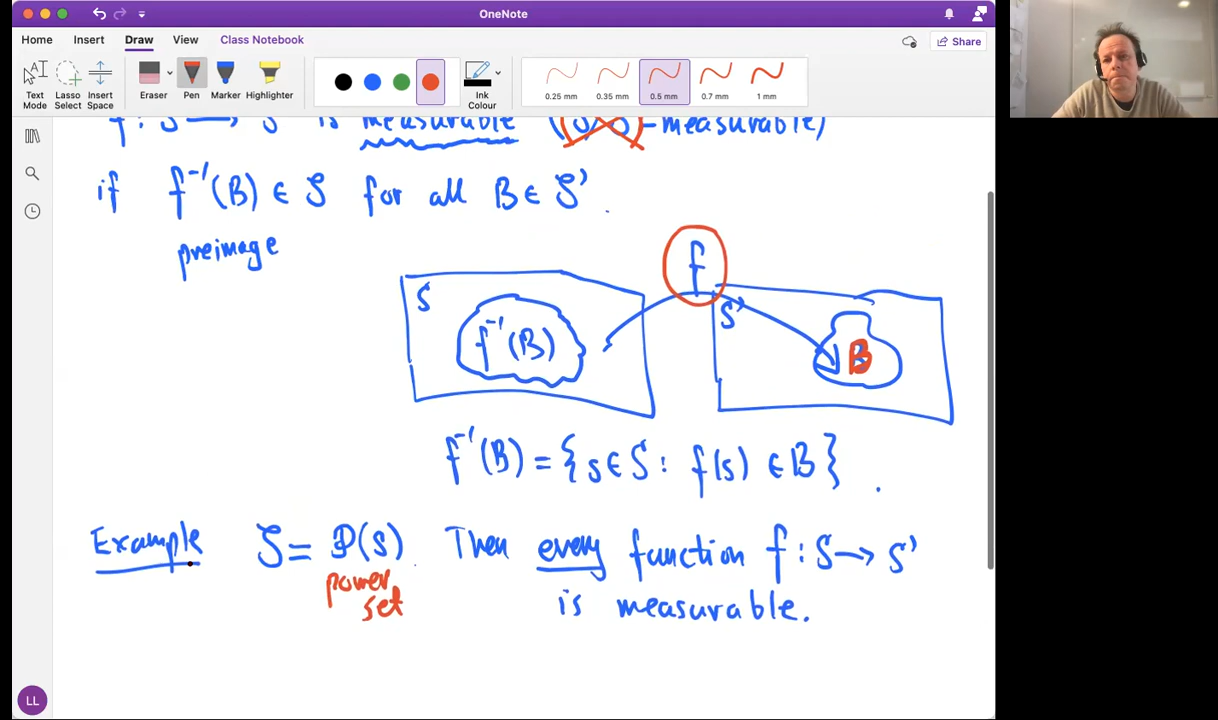 OneNote
Home Insert Draw View Class Notebook
Share
Text Mode
Lasso Select
Insert Space
Eraser
Pen
Marker
Highlighter
Ink Colour
0.25 mm
0.35 mm
0.5 mm
0.7 mm
1 mm
f : S → S' is measurable ( -measurable)
if f⁻¹(B) ∈ 𝒮 for all B ∈ 𝒮'.
preimage
f
S
S'
f⁻¹(B)
B
f⁻¹(B) = { s ∈ S : f(s) ∈ B } .
Example 𝒮 = ℙ(S). Then every function f : S → S'
power set
is measurable.
LL